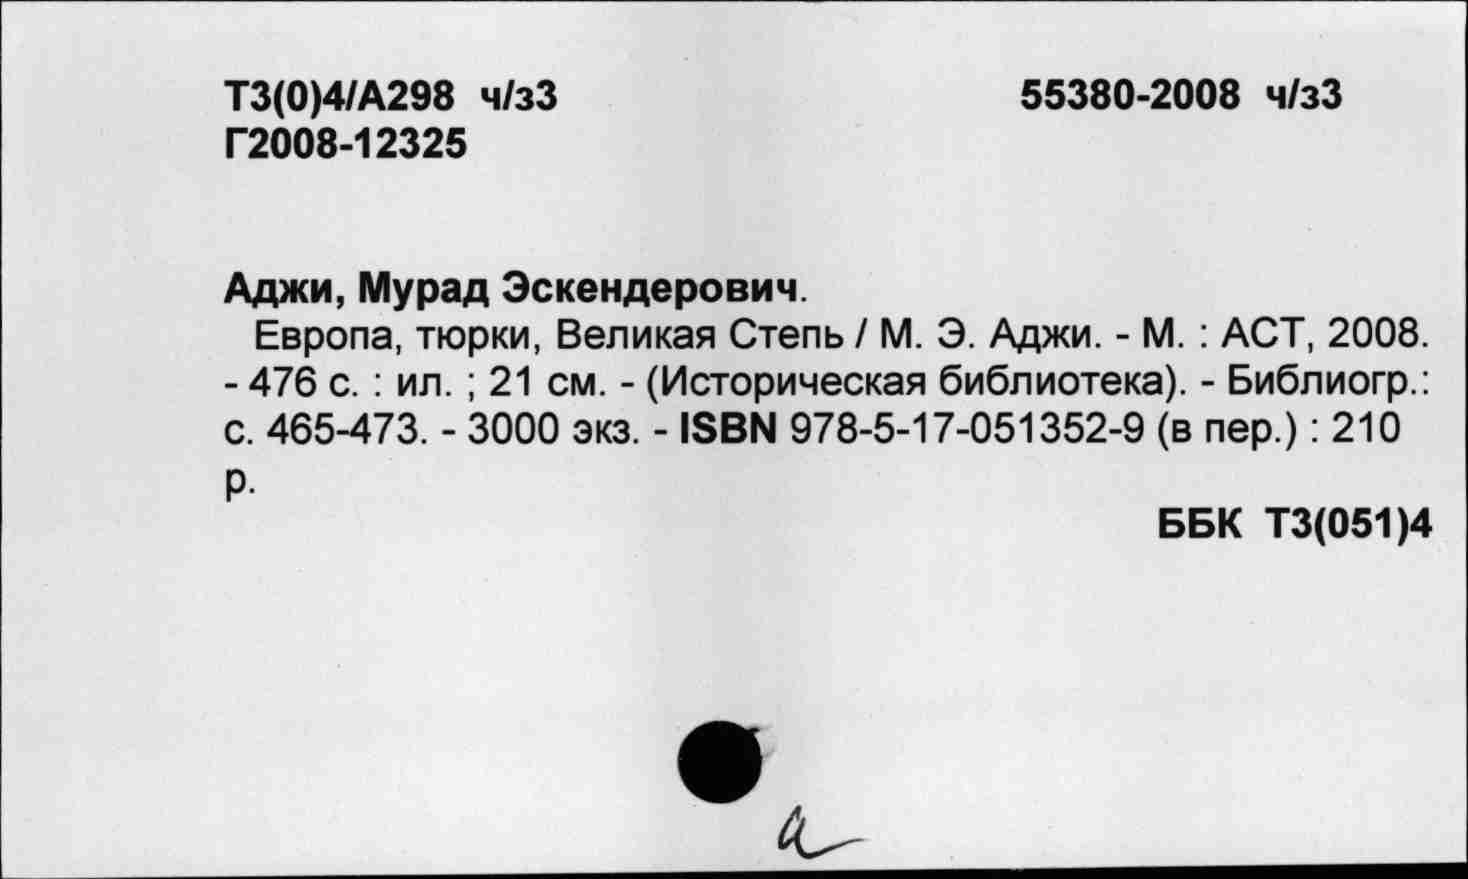 Т3(0)4/А298 ч/з3
55380-2008 ч/з3
Г2008-12325
Аджи, Мурад Эскендерович.
Европа, тюрки, Великая Степь / М. Э. Аджи. - М. : АСТ, 2008.
- 476 с. : ил. ; 21 см. - (Историческая библиотека). - Библиогр.:
с. 465-473. - 3000 экз. - ISBN 978-5-17-051352-9 (в пер.) : 210
р.
ББК Т3(051)4
а